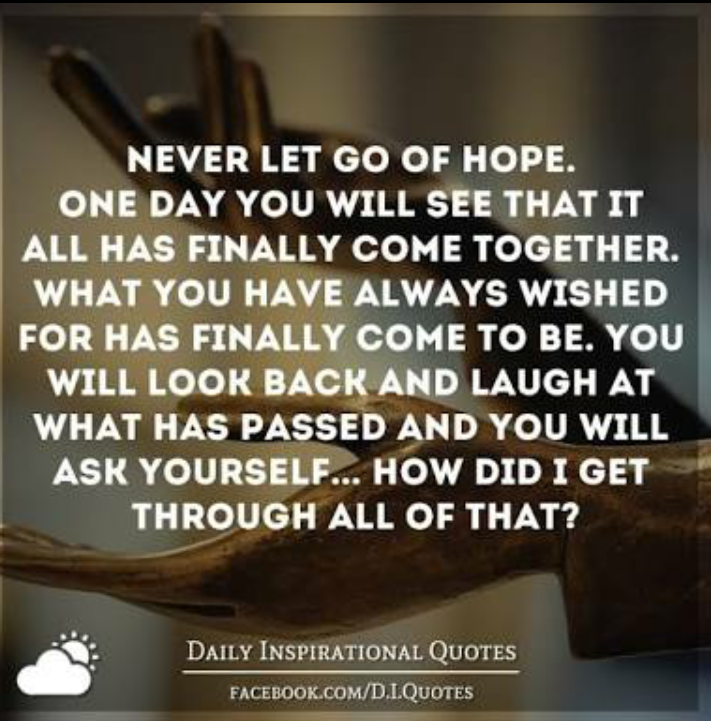 NEVER LET GO OF HOPE.
ONE DAY YOU WILL SEE THAT IT
ALL HAS FINALLY COME TOGETHER.
WHAT YOU HAVE ALWAYS WISHED
FOR HAS FINALLY COME TO BE. YOU
WILL LOOK BACK AND LAUGH AT
WHAT HAS PASSED AND YOU WILL
ASK YOURSELF... HOW DID I GET
THROUGH ALL OF THAT?
DAILY INSPIRATIONAL QUOTES
FACEBOOK.COM/D.I.QUOTES